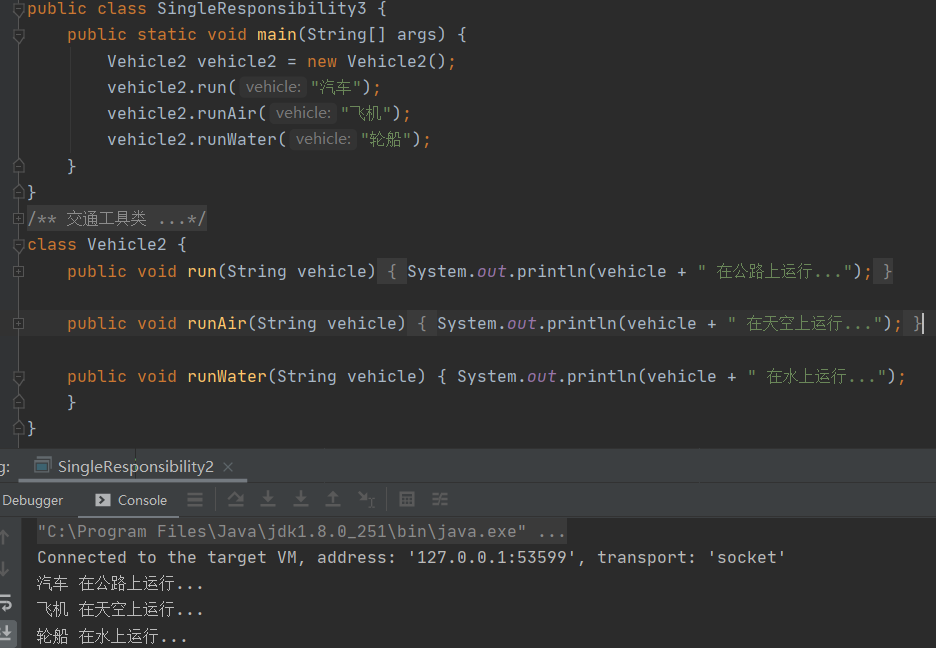 public class SingleResponsibility3 {
public static void main(String[] args) {
Vehicle2 vehicle2 = new Vehicle2();
vehicle2.run( vehicle: "汽车");
vehicle2.runAir( vehicle: "飞机");
vehicle2.runWater( vehicle: "轮船");
}
}
/** 交通工具类 ...*/
class Vehicle2 {
public void run(String vehicle) { System.out.println(vehicle + " 在公路上运行..."); }
public void runAir(String vehicle) { System.out.println(vehicle + " 在天空上运行..."); }
public void runWater(String vehicle) { System.out.println(vehicle + " 在水上运行...");
}
}
g: SingleResponsibility2 ×
Debugger Console
"C:\Program Files\Java\jdk1.8.0_251\bin\java.exe" ...
Connected to the target VM, address: '127.0.0.1:53599', transport: 'socket'
汽车 在公路上运行...
飞机 在天空上运行...
轮船 在水上运行...